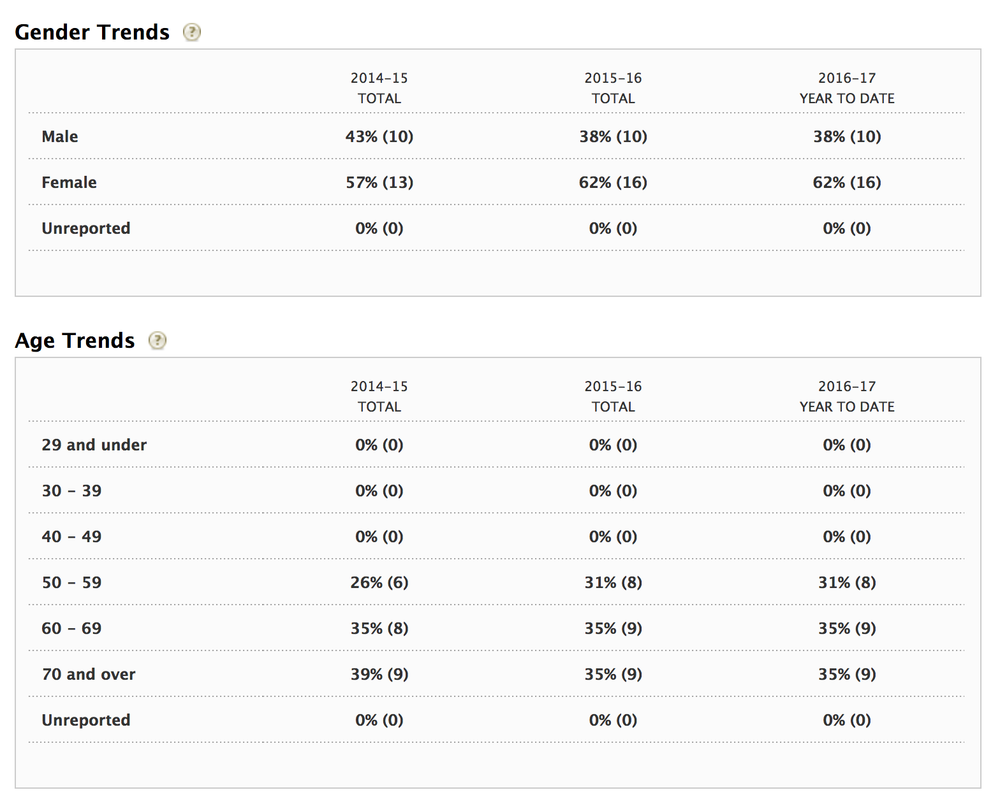 Gender Trends ?
2014-15 2015-16 2016-17
TOTAL TOTAL YEAR TO DATE
Male 43% (10) 38% (10) 38% (10)
Female 57% (13) 62% (16) 62% (16)
Unreported 0% (0) 0% (0) 0% (0)
Age Trends ?
2014-15 2015-16 2016-17
TOTAL TOTAL YEAR TO DATE
29 and under 0% (0) 0% (0) 0% (0)
30 - 39 0% (0) 0% (0) 0% (0)
40 - 49 0% (0) 0% (0) 0% (0)
50 - 59 26% (6) 31% (8) 31% (8)
60 - 69 35% (8) 35% (9) 35% (9)
70 and over 39% (9) 35% (9) 35% (9)
Unreported 0% (0) 0% (0) 0% (0)